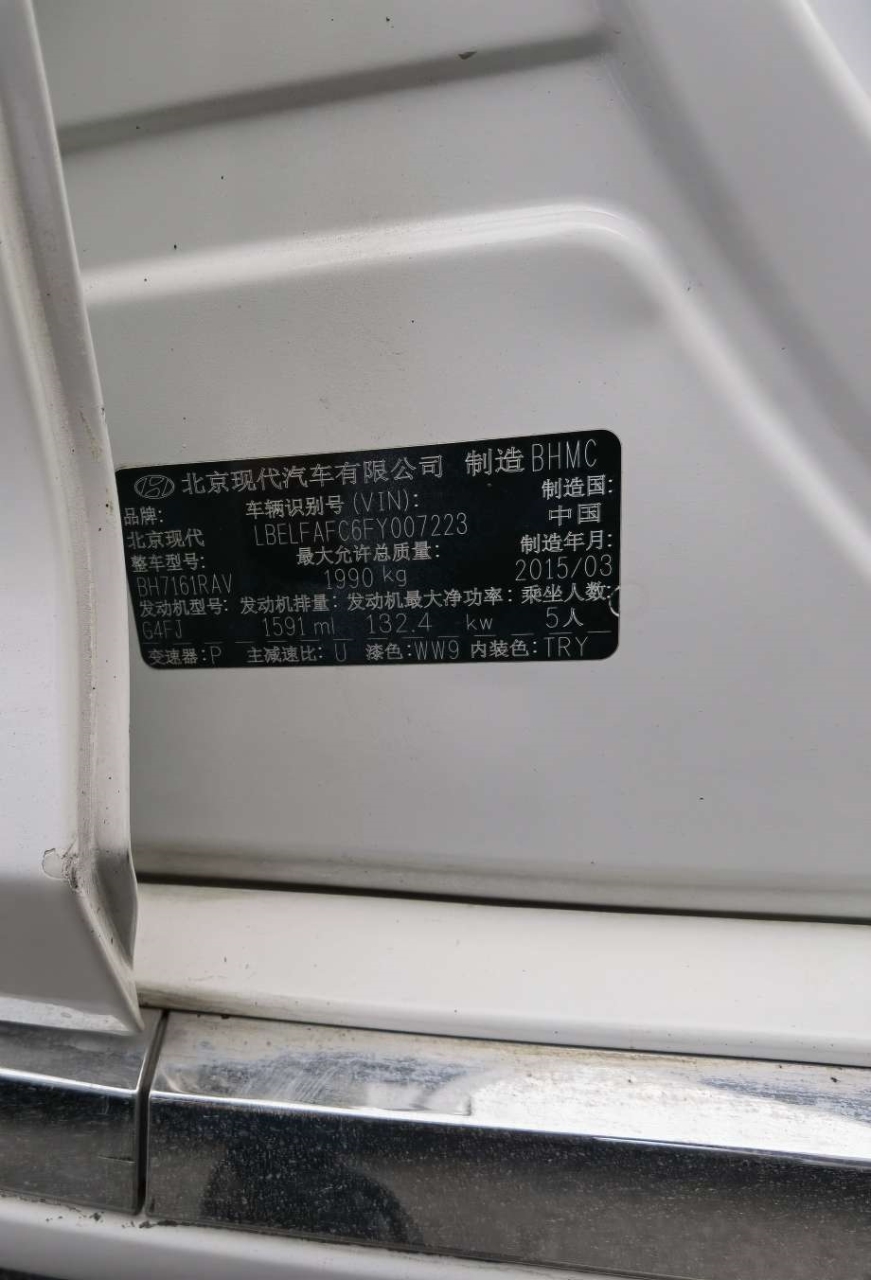 北京现代汽车有限公司 制造 BHMC
品牌: 车辆识别号(VIN): 制造国:
北京现代 LBELFAFC6FY007223 中国
整车型号: 最大允许总质量: 制造年月:
BH7161RAV 1990 kg 2015/03
发动机型号: 发动机排量: 发动机最大净功率: 乘坐人数:
G4FJ 1591 ml 132.4 kw 5人
变速器:P 主减速比: U 漆色:WW9 内装色:TRY